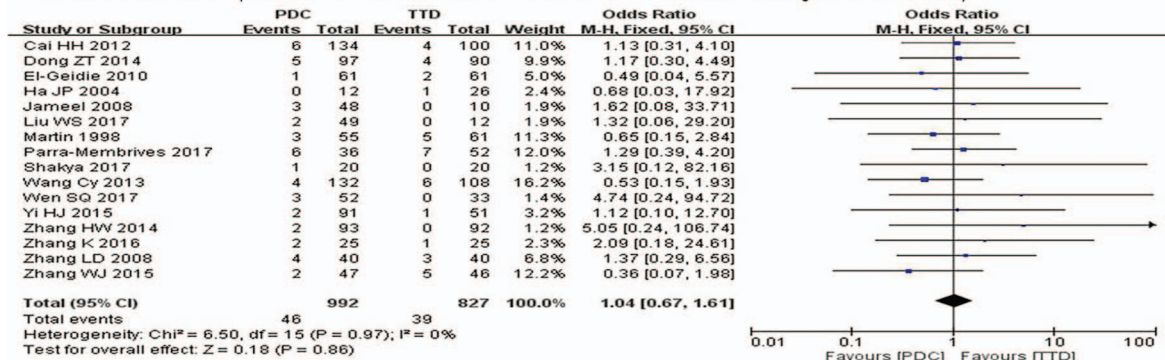 PDC TTD Odds Ratio Odds Ratio
Study or Subgroup Events Total Events Total Weight M-H, Fixed, 95% CI M-H, Fixed, 95% CI
Cai HH 2012 6 134 4 100 11.0% 1.13 [0.31, 4.10]
Dong ZT 2014 5 97 4 90 9.9% 1.17 [0.30, 4.49]
El-Geidie 2010 1 61 2 61 5.0% 0.49 [0.04, 5.57]
Ha JP 2004 0 12 1 26 2.4% 0.68 [0.03, 17.92]
Jameel 2008 3 48 0 10 1.9% 1.62 [0.08, 33.71]
Liu WS 2017 2 49 0 12 1.9% 1.32 [0.06, 29.20]
Martin 1998 3 55 5 61 11.3% 0.65 [0.15, 2.84]
Parra-Membrives 2017 6 36 7 52 12.0% 1.29 [0.39, 4.20]
Shakya 2017 1 20 0 20 1.2% 3.15 [0.12, 82.16]
Wang Cy 2013 4 132 6 108 16.2% 0.53 [0.15, 1.93]
Wen SQ 2017 3 52 0 33 1.4% 4.74 [0.24, 94.72]
Yi HJ 2015 2 91 1 51 3.2% 1.12 [0.10, 12.70]
Zhang HW 2014 2 93 0 92 1.2% 5.05 [0.24, 106.74]
Zhang K 2016 2 25 1 25 2.3% 2.09 [0.18, 24.61]
Zhang LD 2008 4 40 3 40 6.8% 1.37 [0.29, 6.56]
Zhang WJ 2015 2 47 5 46 12.2% 0.36 [0.07, 1.98]
Total (95% CI) 992 827 100.0% 1.04 [0.67, 1.61]
Total events 46 39
Heterogeneity: Chi² = 6.50, df = 15 (P = 0.97); I² = 0%
Test for overall effect: Z = 0.18 (P = 0.86)
0.01 0.1 1 10 100
Favours [PDC] Favours [TTD]